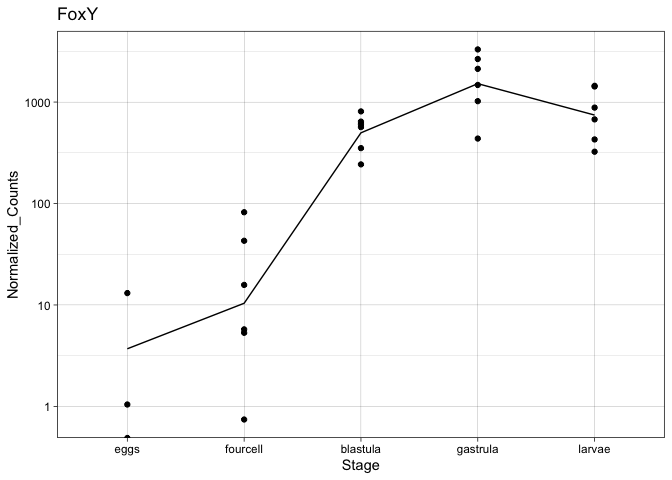 FoxY
1000
100
10
1
Normalized_Counts
eggs fourcell blastula gastrula larvae
Stage